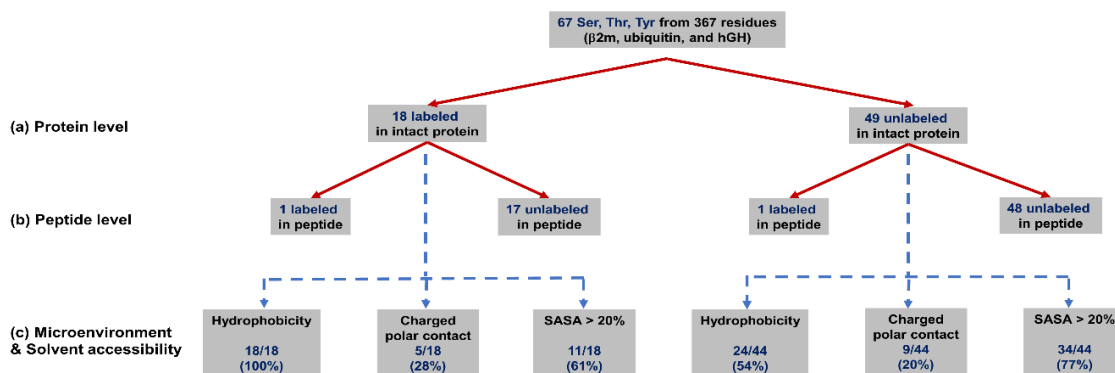 67 Ser, Thr, Tyr from 367 residues
(β2m, ubiquitin, and hGH)
(a) Protein level
18 labeled
in intact protein
49 unlabeled
in intact protein
(b) Peptide level
1 labeled
in peptide
17 unlabeled
in peptide
1 labeled
in peptide
48 unlabeled
in peptide
(c) Microenvironment
& Solvent accessibility
Hydrophobicity
18/18
(100%)
Charged
polar contact
5/18
(28%)
SASA > 20%
11/18
(61%)
Hydrophobicity
24/44
(54%)
Charged
polar contact
9/44
(20%)
SASA > 20%
34/44
(77%)